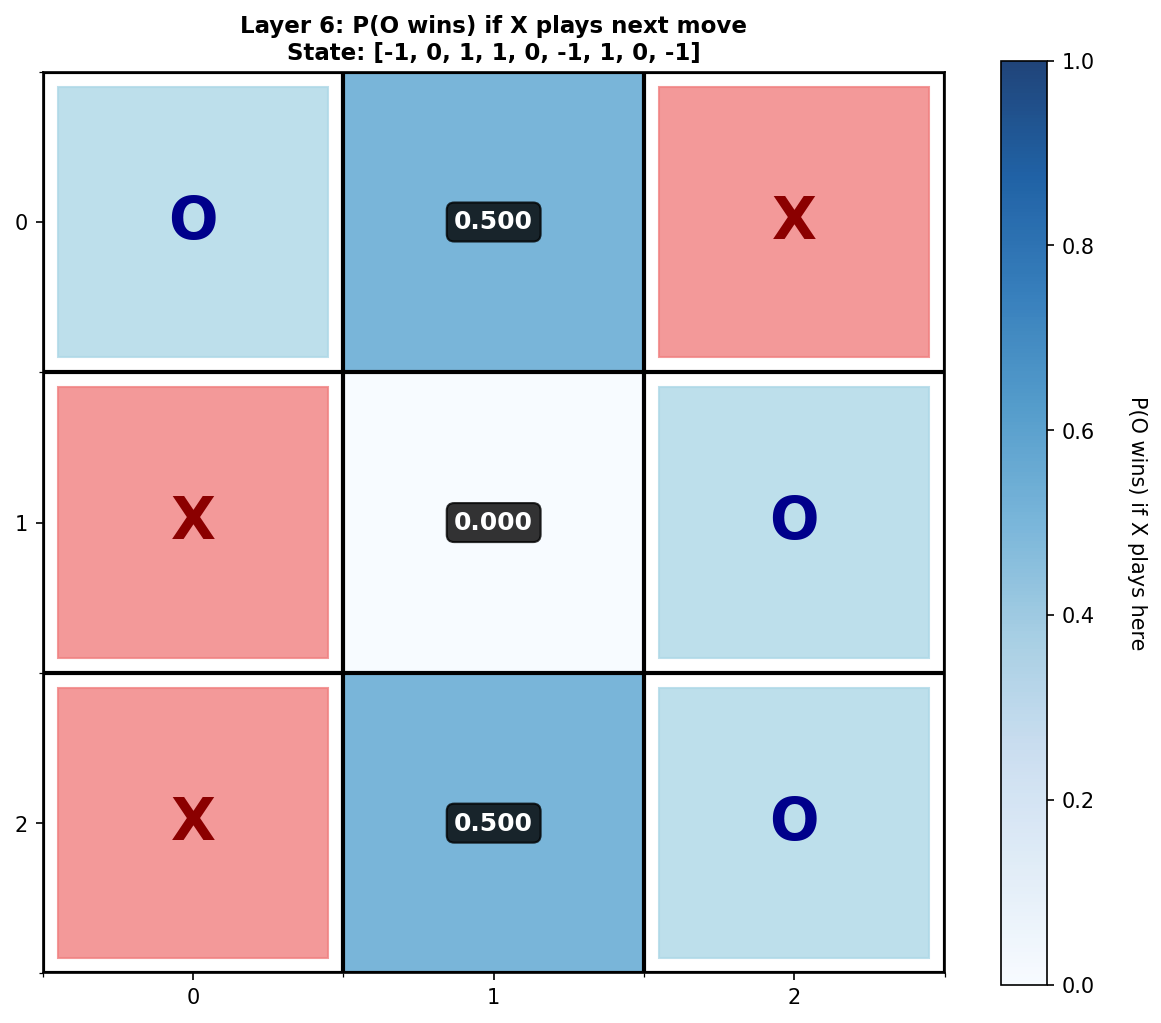 Layer 6: P(O wins) if X plays next move
State: [-1, 0, 1, 1, 0, -1, 1, 0, -1]
O 0.500 X
X 0.000 O
X 0.500 O
0
1
2
0 1 2
1.0
0.8
0.6
0.4
0.2
0.0
P(O wins) if X plays here